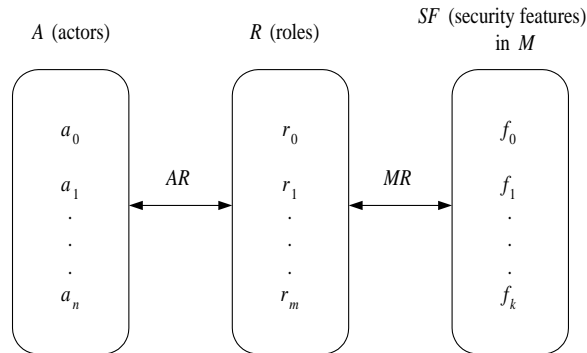 A (actors)
R (roles)
SF (security features)
in M
a0 r0 f0
AR MR
a1 r1 f1
. . .
. . .
. . .
an rm fk